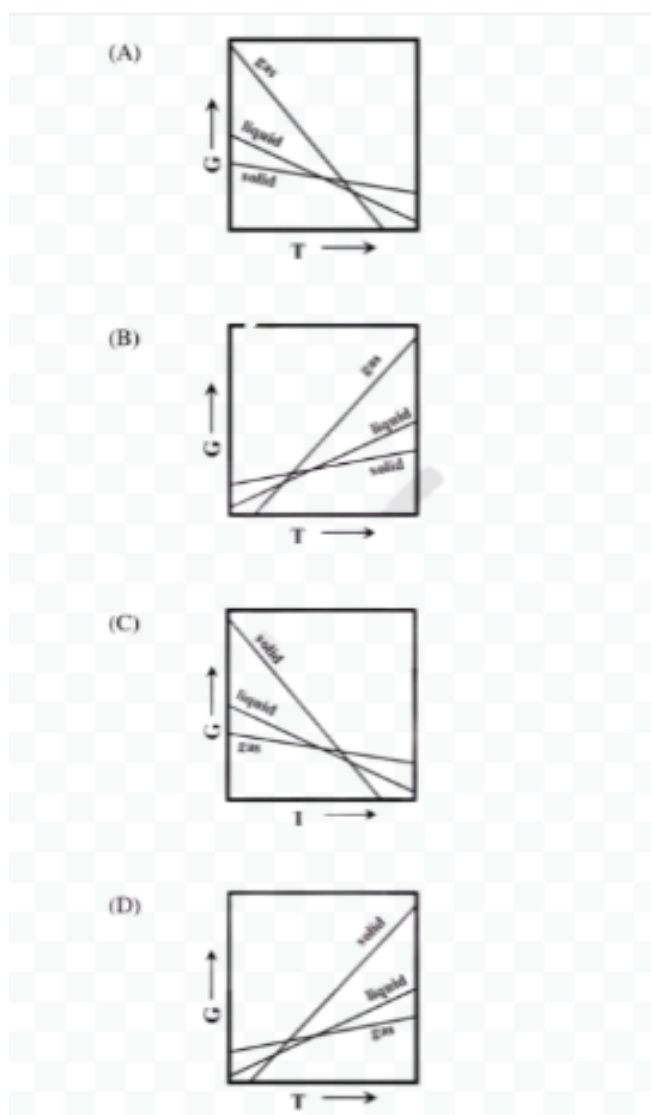 (A)
gas
liquid
solid
G
T
(B)
gas
liquid
solid
G
T
(C)
solid
liquid
gas
G
T
(D)
solid
liquid
gas
G
T